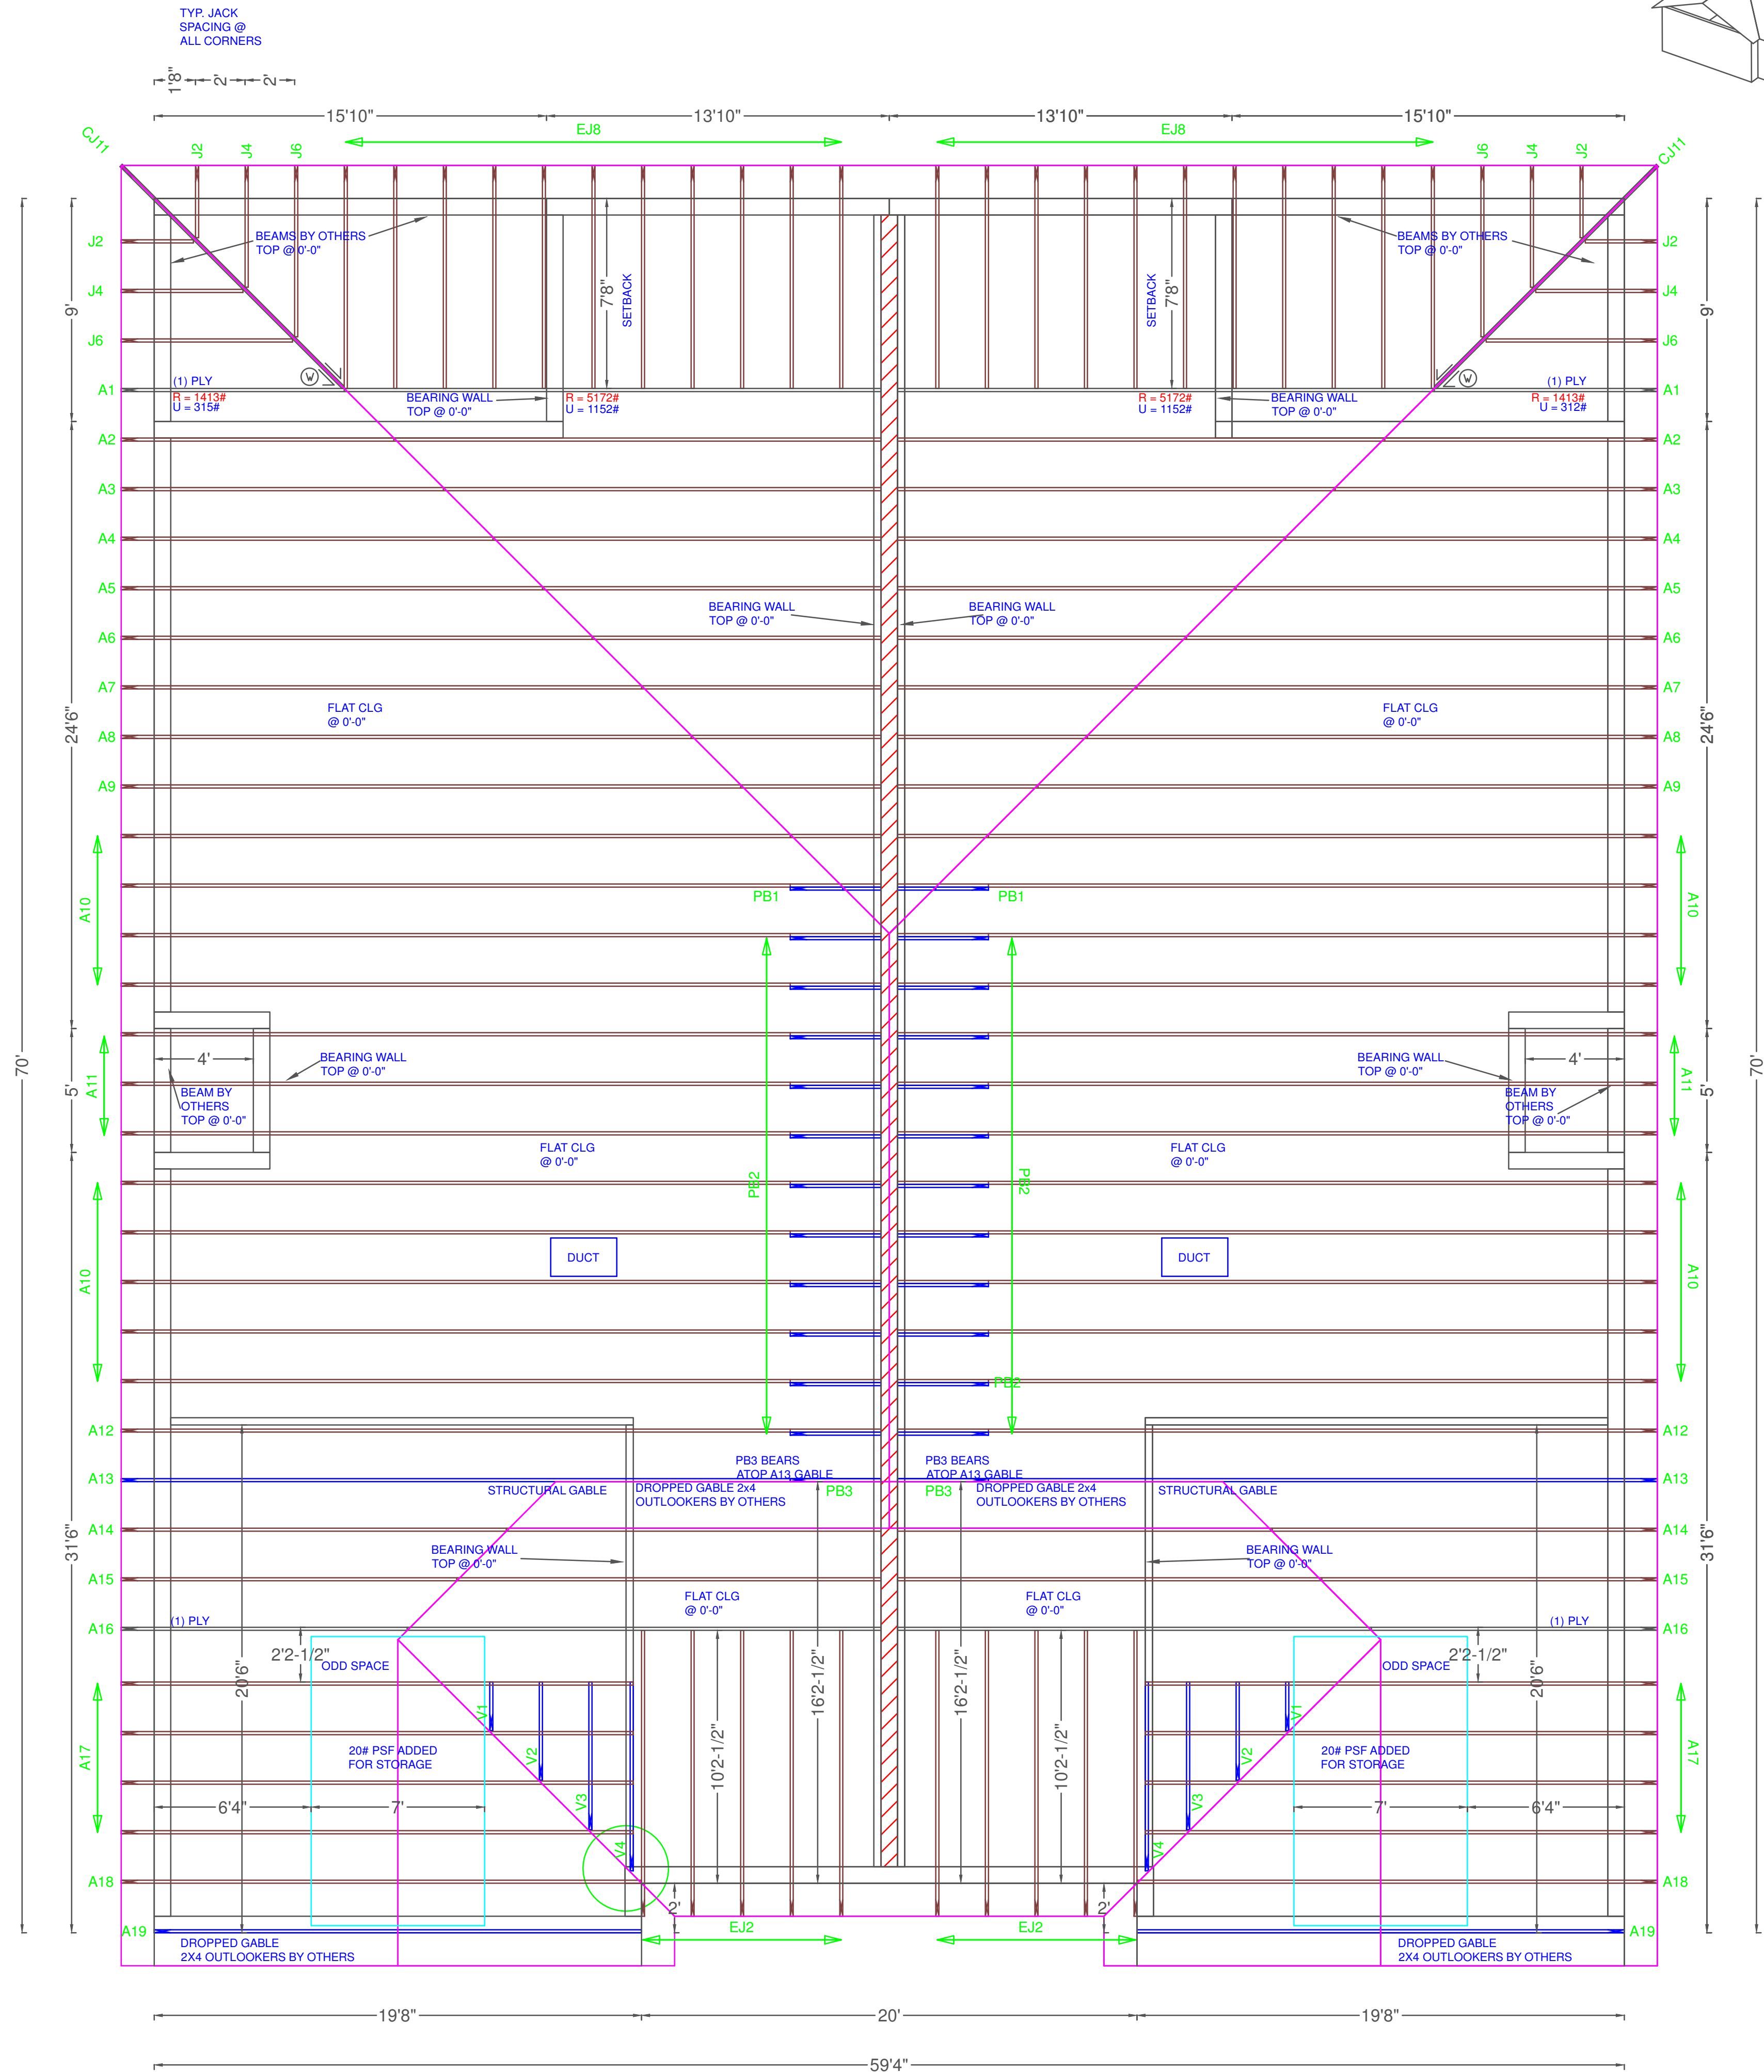 TYP. JACK
SPACING @
ALL CORNERS
1'8" 2' 2'
15'10" 13'10" 13'10" 15'10"
EJ8 EJ8
CJ11 J2 J4 J6 J6 J4 J2 CJ11
BEAMS BY OTHERS
TOP @ 0'-0"
BEAMS BY OTHERS
TOP @ 0'-0"
J2 J2
J4 J4
9' 7'8" SETBACK SETBACK 7'8" 9'
J6 J6
W W
(1) PLY (1) PLY
A1 A1
R = 1413#
U = 315#
BEARING WALL
TOP @ 0'-0"
R = 5172#
U = 1152#
R = 5172#
U = 1152#
BEARING WALL
TOP @ 0'-0"
R = 1413#
U = 312#
A2 A2
A3 A3
A4 A4
A5 A5
BEARING WALL
TOP @ 0'-0"
BEARING WALL
TOP @ 0'-0"
A6 A6
A7 A7
24'6" 24'6"
FLAT CLG
@ 0'-0"
FLAT CLG
@ 0'-0"
A8 A8
A9 A9
PB1 PB1
A10 A10
70' 70'
5' 5'
4' 4'
BEARING WALL
TOP @ 0'-0"
BEARING WALL
TOP @ 0'-0"
A11 A11
BEAM BY
OTHERS
TOP @ 0'-0"
BEAM BY
OTHERS
TOP @ 0'-0"
FLAT CLG
@ 0'-0"
FLAT CLG
@ 0'-0"
PB2 PB2
DUCT DUCT
A10 A10
PB2
A12 A12
PB3 BEARS
ATOP A13 GABLE
PB3 BEARS
ATOP A13 GABLE
A13 A13
STRUCTURAL GABLE
DROPPED GABLE 2x4
OUTLOOKERS BY OTHERS
PB3 PB3
DROPPED GABLE 2x4
OUTLOOKERS BY OTHERS
STRUCTURAL GABLE
A14 A14
31'6" 31'6"
BEARING WALL
TOP @ 0'-0"
BEARING WALL
TOP @ 0'-0"
A15 A15
FLAT CLG
@ 0'-0"
FLAT CLG
@ 0'-0"
(1) PLY (1) PLY
A16 A16
2'2-1/2" 2'2-1/2"
ODD SPACE ODD SPACE
20'6" 16'2-1/2" 16'2-1/2" 20'6"
V1 V1
10'2-1/2" 10'2-1/2"
A17 A17
20# PSF ADDED
FOR STORAGE
20# PSF ADDED
FOR STORAGE
V2 V2
V3 V3
6'4" 7' 7' 6'4"
V4 V4
A18 A18
2' 2'
EJ2 EJ2
A19 A19
DROPPED GABLE
2X4 OUTLOOKERS BY OTHERS
DROPPED GABLE
2X4 OUTLOOKERS BY OTHERS
19'8" 20' 19'8"
59'4"